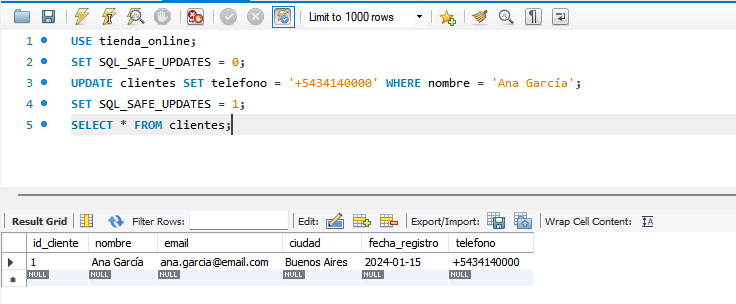 Limit to 1000 rows
1 USE tienda_online;
2 SET SQL_SAFE_UPDATES = 0;
3 UPDATE clientes SET telefono = '+5434140000' WHERE nombre = 'Ana García';
4 SET SQL_SAFE_UPDATES = 1;
5 SELECT * FROM clientes;
Result Grid Filter Rows: Edit: Export/Import: Wrap Cell Content:
id_cliente nombre email ciudad fecha_registro telefono
1 Ana García ana.garcia@email.com Buenos Aires 2024-01-15 +5434140000
NULL NULL NULL NULL NULL NULL